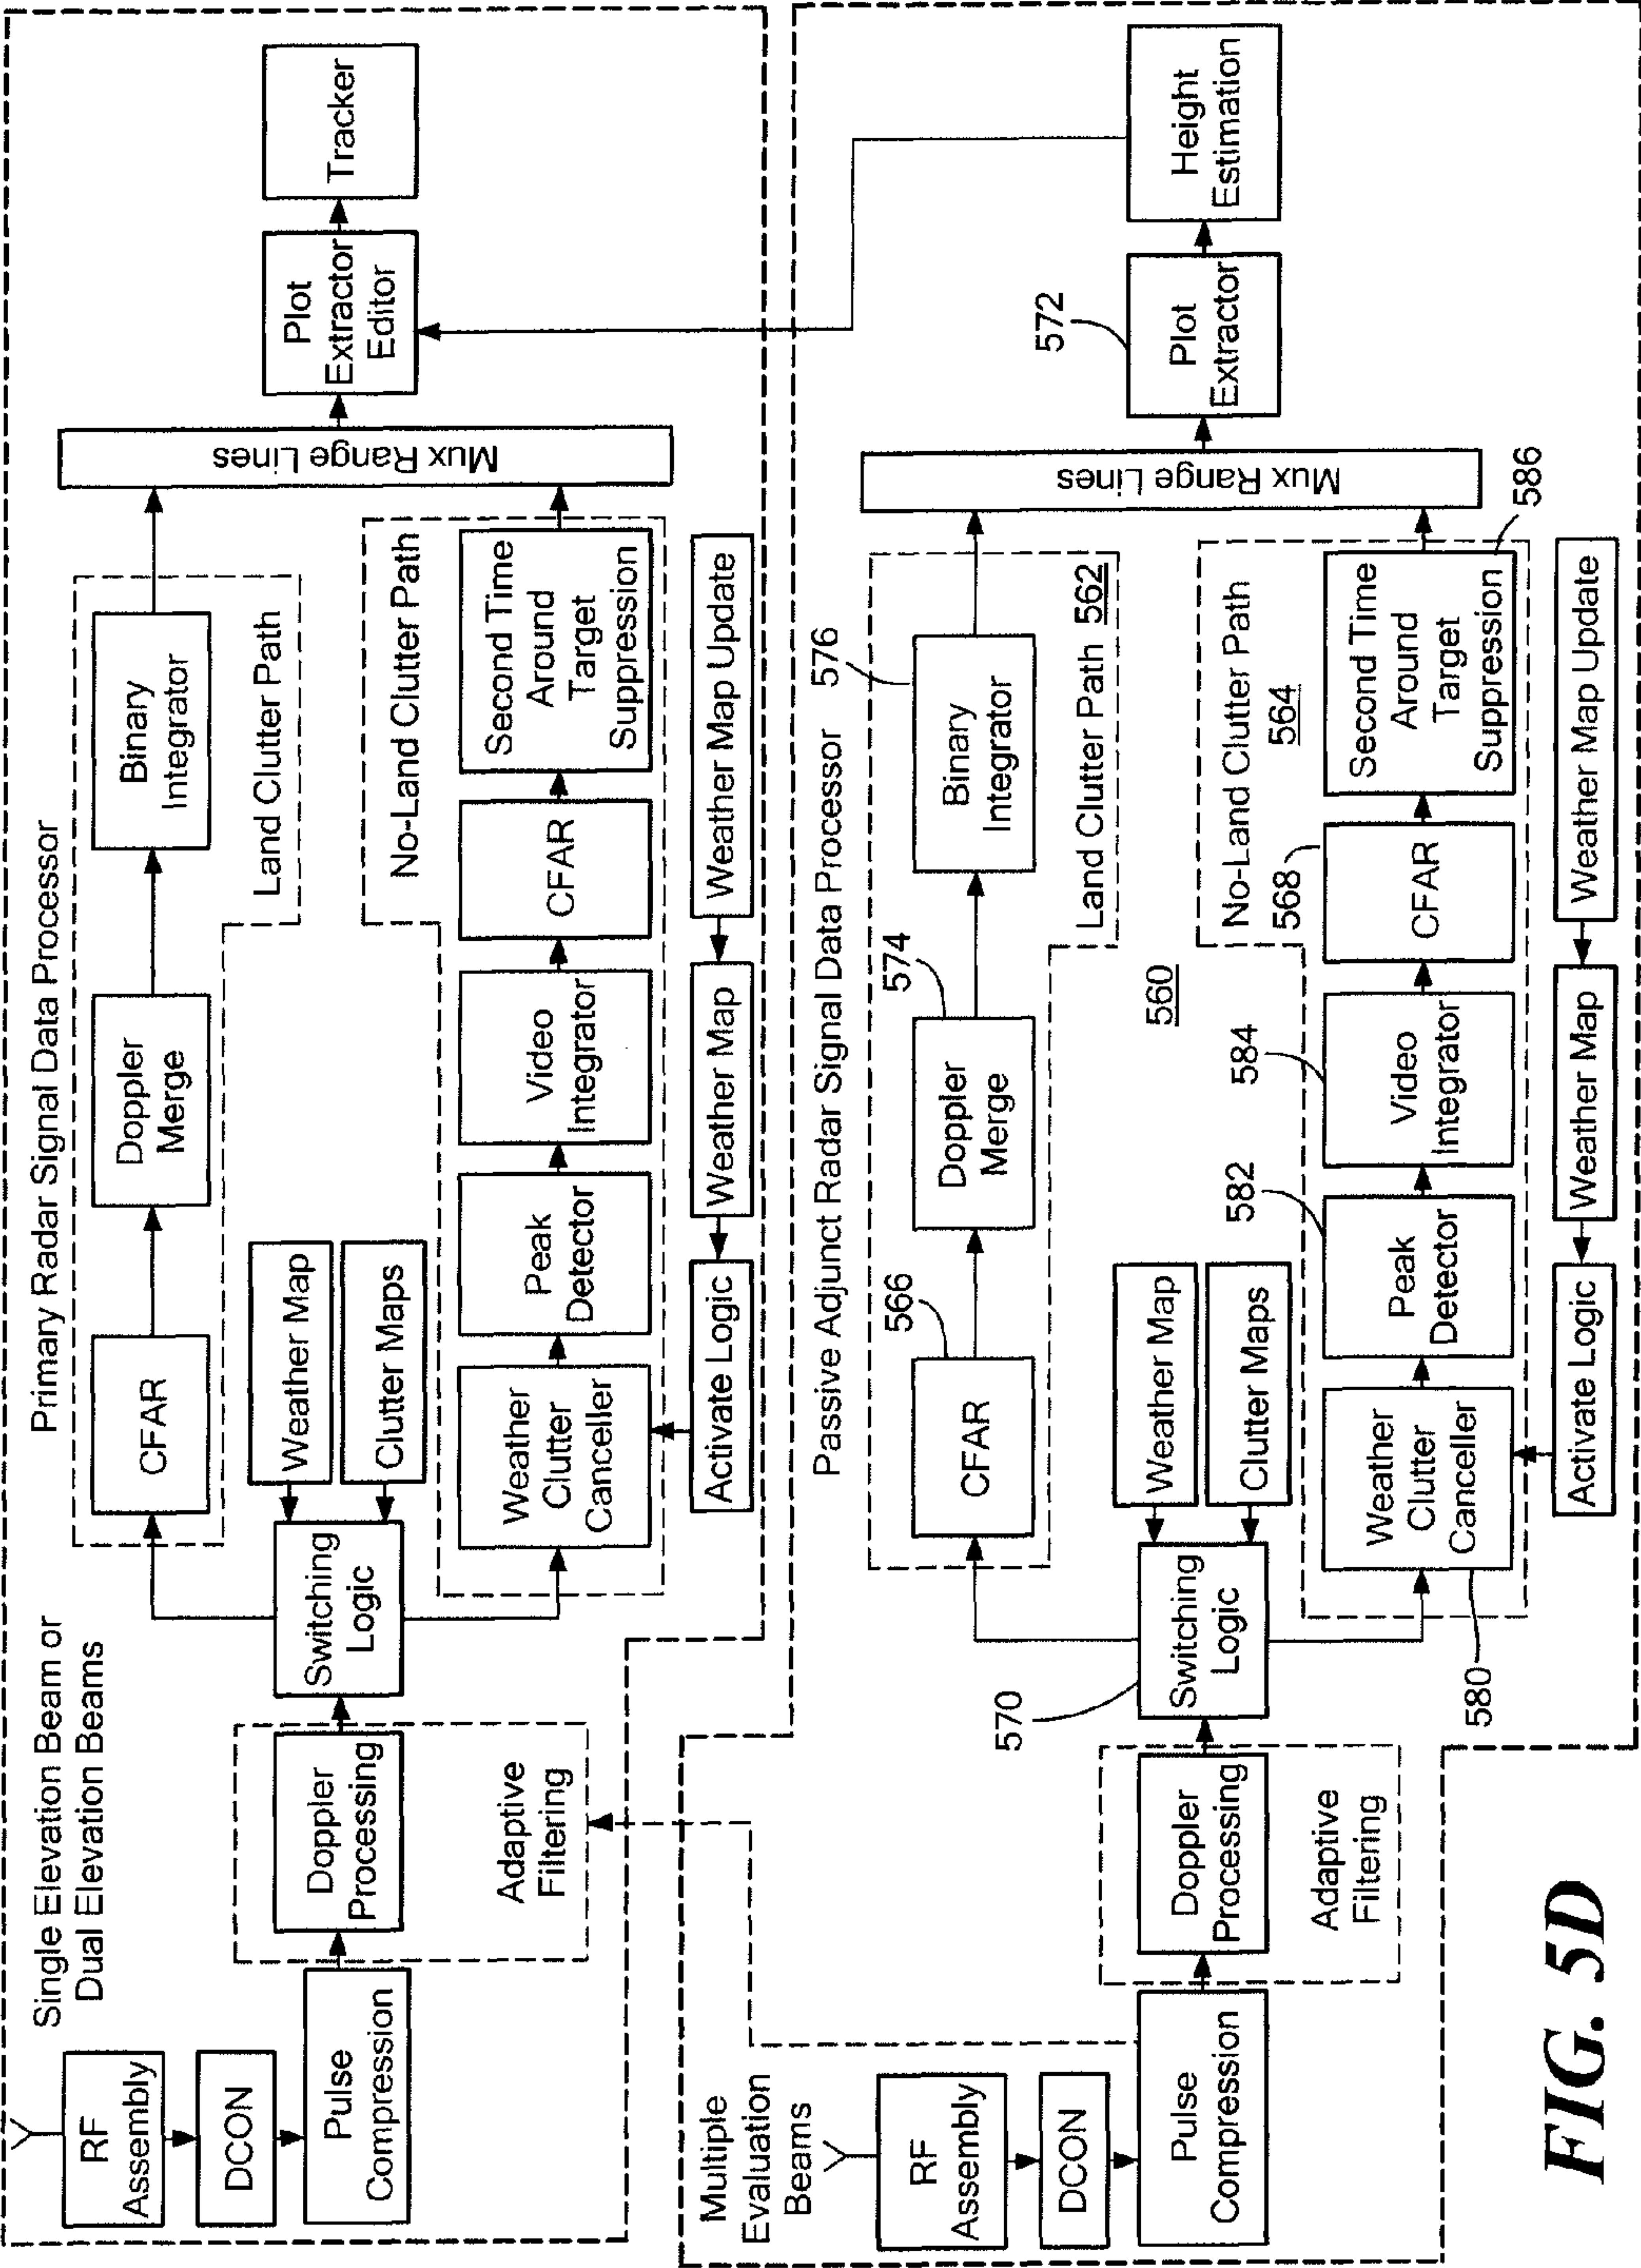 Primary Radar Signal Data Processor
Single Elevation Beam or
Dual Elevation Beams
RF
Assembly
DCON
Pulse
Compression
Doppler
Processing
Adaptive
Filtering
Switching
Logic
Weather Map
Clutter Maps
CFAR
Doppler
Merge
Binary
Integrator
Land Clutter Path
No-Land Clutter Path
Weather
Clutter
Canceller
Peak
Detector
Video
Integrator
CFAR
Second Time
Around
Target
Suppression
Activate Logic
Weather Map
Weather Map Update
Mux Range Lines
Plot
Extractor
Editor
Tracker
Passive Adjunct Radar Signal Data Processor
Multiple
Evaluation
Beams
RF
Assembly
DCON
Pulse
Compression
Doppler
Processing
Adaptive
Filtering
570
Switching
Logic
Weather Map
Clutter Maps
566
CFAR
574
Doppler
Merge
576
Binary
Integrator
Land Clutter Path 562
560
No-Land Clutter Path
564
580
Weather
Clutter
Canceller
582
Peak
Detector
584
Video
Integrator
568
CFAR
Second Time
Around
Target
Suppression
586
Activate Logic
Weather Map
Weather Map Update
Mux Range Lines
572
Plot
Extractor
Height
Estimation
FIG. 5D